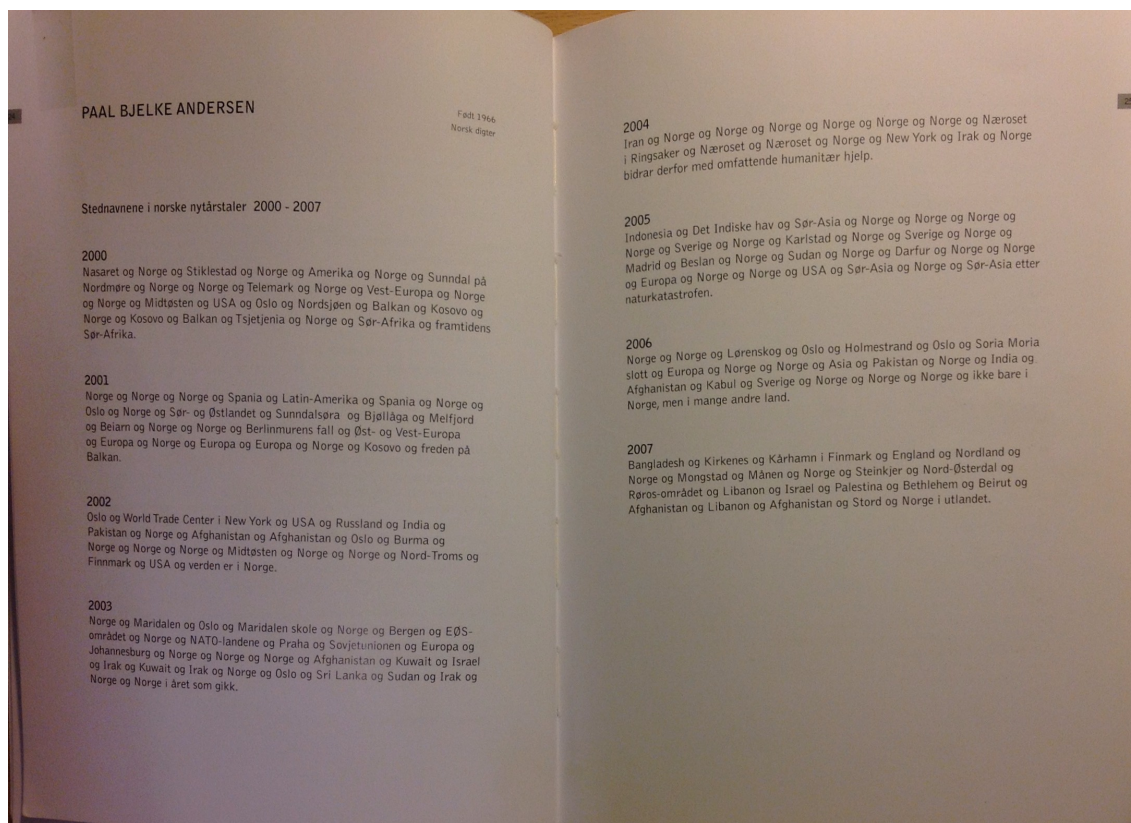 PAAL BJELKE ANDERSEN
Født 1966
Norsk digter
Stednavnene i norske nytårstaler 2000 - 2007
2000
Nasaret og Norge og Stiklestad og Norge og Amerika og Norge og Sunndal på
Nordmøre og Norge og Norge og Telemark og Norge og Vest-Europa og Norge
og Norge og Midtøsten og USA og Oslo og Nordsjøen og Balkan og Kosovo og
Norge og Kosovo og Balkan og Tsjetjenia og Norge og Sør-Afrika og framtidens
Sør-Afrika.
2001
Norge og Norge og Norge og Spania og Latin-Amerika og Spania og Norge og
Oslo og Norge og Sør- og Østlandet og Sunndalsøra og Bjøllåga og Melfjord
og Beiarn og Norge og Norge og Berlinmurens fall og Øst- og Vest-Europa
og Europa og Norge og Europa og Europa og Norge og Kosovo og freden på
Balkan.
2002
Oslo og World Trade Center i New York og USA og Russland og India og
Pakistan og Norge og Afghanistan og Afghanistan og Oslo og Burma og
Norge og Norge og Norge og Midtøsten og Norge og Norge og Nord-Troms og
Finnmark og USA og verden er i Norge.
2003
Norge og Maridalen og Oslo og Maridalen skole og Norge og Bergen og EØS-
området og Norge og NATO-landene og Praha og Sovjetunionen og Europa og
Johannesburg og Norge og Norge og Norge og Afghanistan og Kuwait og Israel
og Irak og Kuwait og Irak og Norge og Oslo og Sri Lanka og Sudan og Irak og
Norge og Norge i året som gikk.
25
2004
Iran og Norge og Norge og Norge og Norge og Norge og Norge og Næroset
i Ringsaker og Næroset og Næroset og Norge og New York og Irak og Norge
bidrar derfor med omfattende humanitær hjelp.
2005
Indonesia og Det Indiske hav og Sør-Asia og Norge og Norge og Norge og
Norge og Sverige og Norge og Karlstad og Norge og Sverige og Norge og
Madrid og Beslan og Norge og Sudan og Norge og Darfur og Norge og Norge
og Europa og Norge og Norge og USA og Sør-Asia og Norge og Sør-Asia etter
naturkatastrofen.
2006
Norge og Norge og Lørenskog og Oslo og Holmestrand og Oslo og Soria Moria
slott og Europa og Norge og Norge og Asia og Pakistan og Norge og India og
Afghanistan og Kabul og Sverige og Norge og Norge og Norge og ikke bare i
Norge, men i mange andre land.
2007
Bangladesh og Kirkenes og Kårhamn i Finmark og England og Nordland og
Norge og Mongstad og Månen og Norge og Steinkjer og Nord-Østerdal og
Røros-området og Libanon og Israel og Palestina og Bethlehem og Beirut og
Afghanistan og Libanon og Afghanistan og Stord og Norge i utlandet.